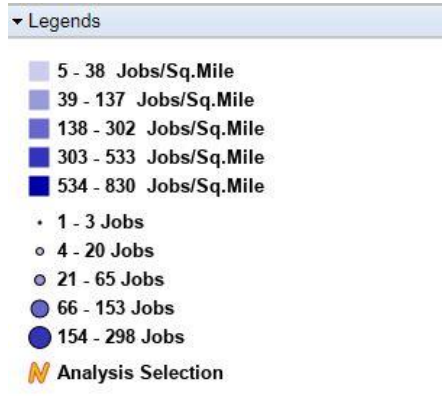 Legends
5 - 38 Jobs/Sq.Mile
39 - 137 Jobs/Sq.Mile
138 - 302 Jobs/Sq.Mile
303 - 533 Jobs/Sq.Mile
534 - 830 Jobs/Sq.Mile
1 - 3 Jobs
4 - 20 Jobs
21 - 65 Jobs
66 - 153 Jobs
154 - 298 Jobs
Analysis Selection